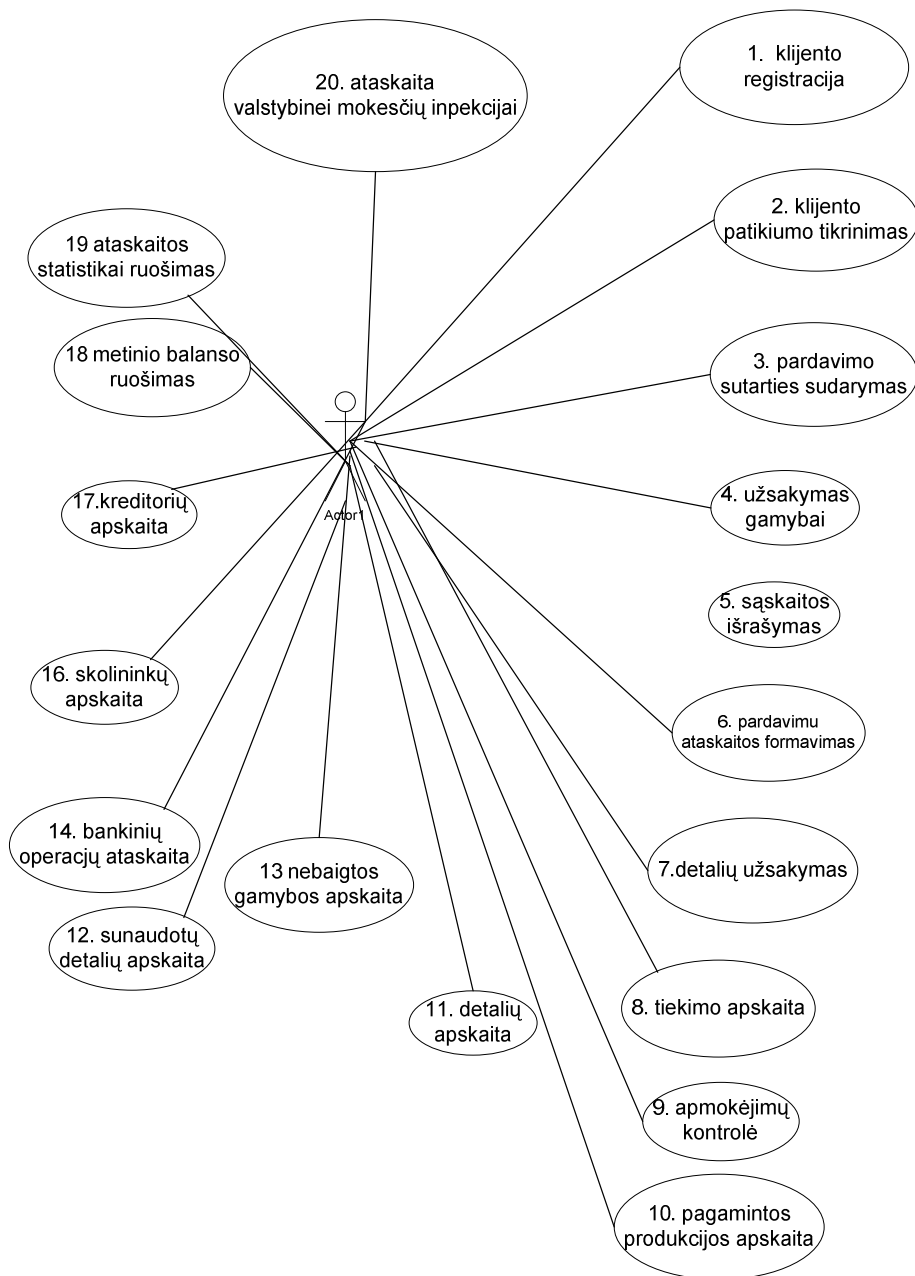 20. ataskaita
valstybinei mokesčių inpekcijai
1. klijento
registracija
2. klijento
patikiumo tikrinimas
19 ataskaitos
statistikai ruošimas
18 metinio balanso
ruošimas
3. pardavimo
sutarties sudarymas
17.kreditorių
apskaita
Actor1
4. užsakymas
gamybai
5. sąskaitos
išrašymas
16. skolininkų
apskaita
6. pardavimu
ataskaitos formavimas
14. bankinių
operacjų ataskaita
13 nebaigtos
gamybos apskaita
7.detalių užsakymas
12. sunaudotų
detalių apskaita
11. detalių
apskaita
8. tiekimo apskaita
9. apmokėjimų
kontrolė
10. pagamintos
produkcijos apskaita